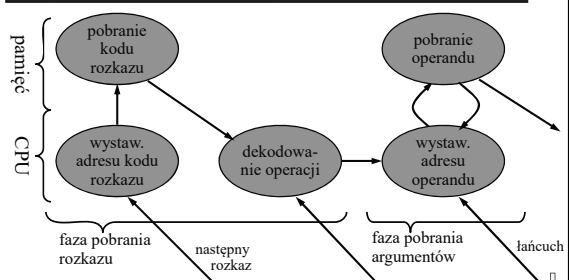 pamięć
CPU
pobranie
kodu
rozkazu
pobranie
operandu
wystaw.
adresu kodu
rozkazu
dekodowa-
nie operacji
wystaw.
adresu
operandu
faza pobrania
rozkazu
następny
rozkaz
faza pobrania
argumentów
łańcuch